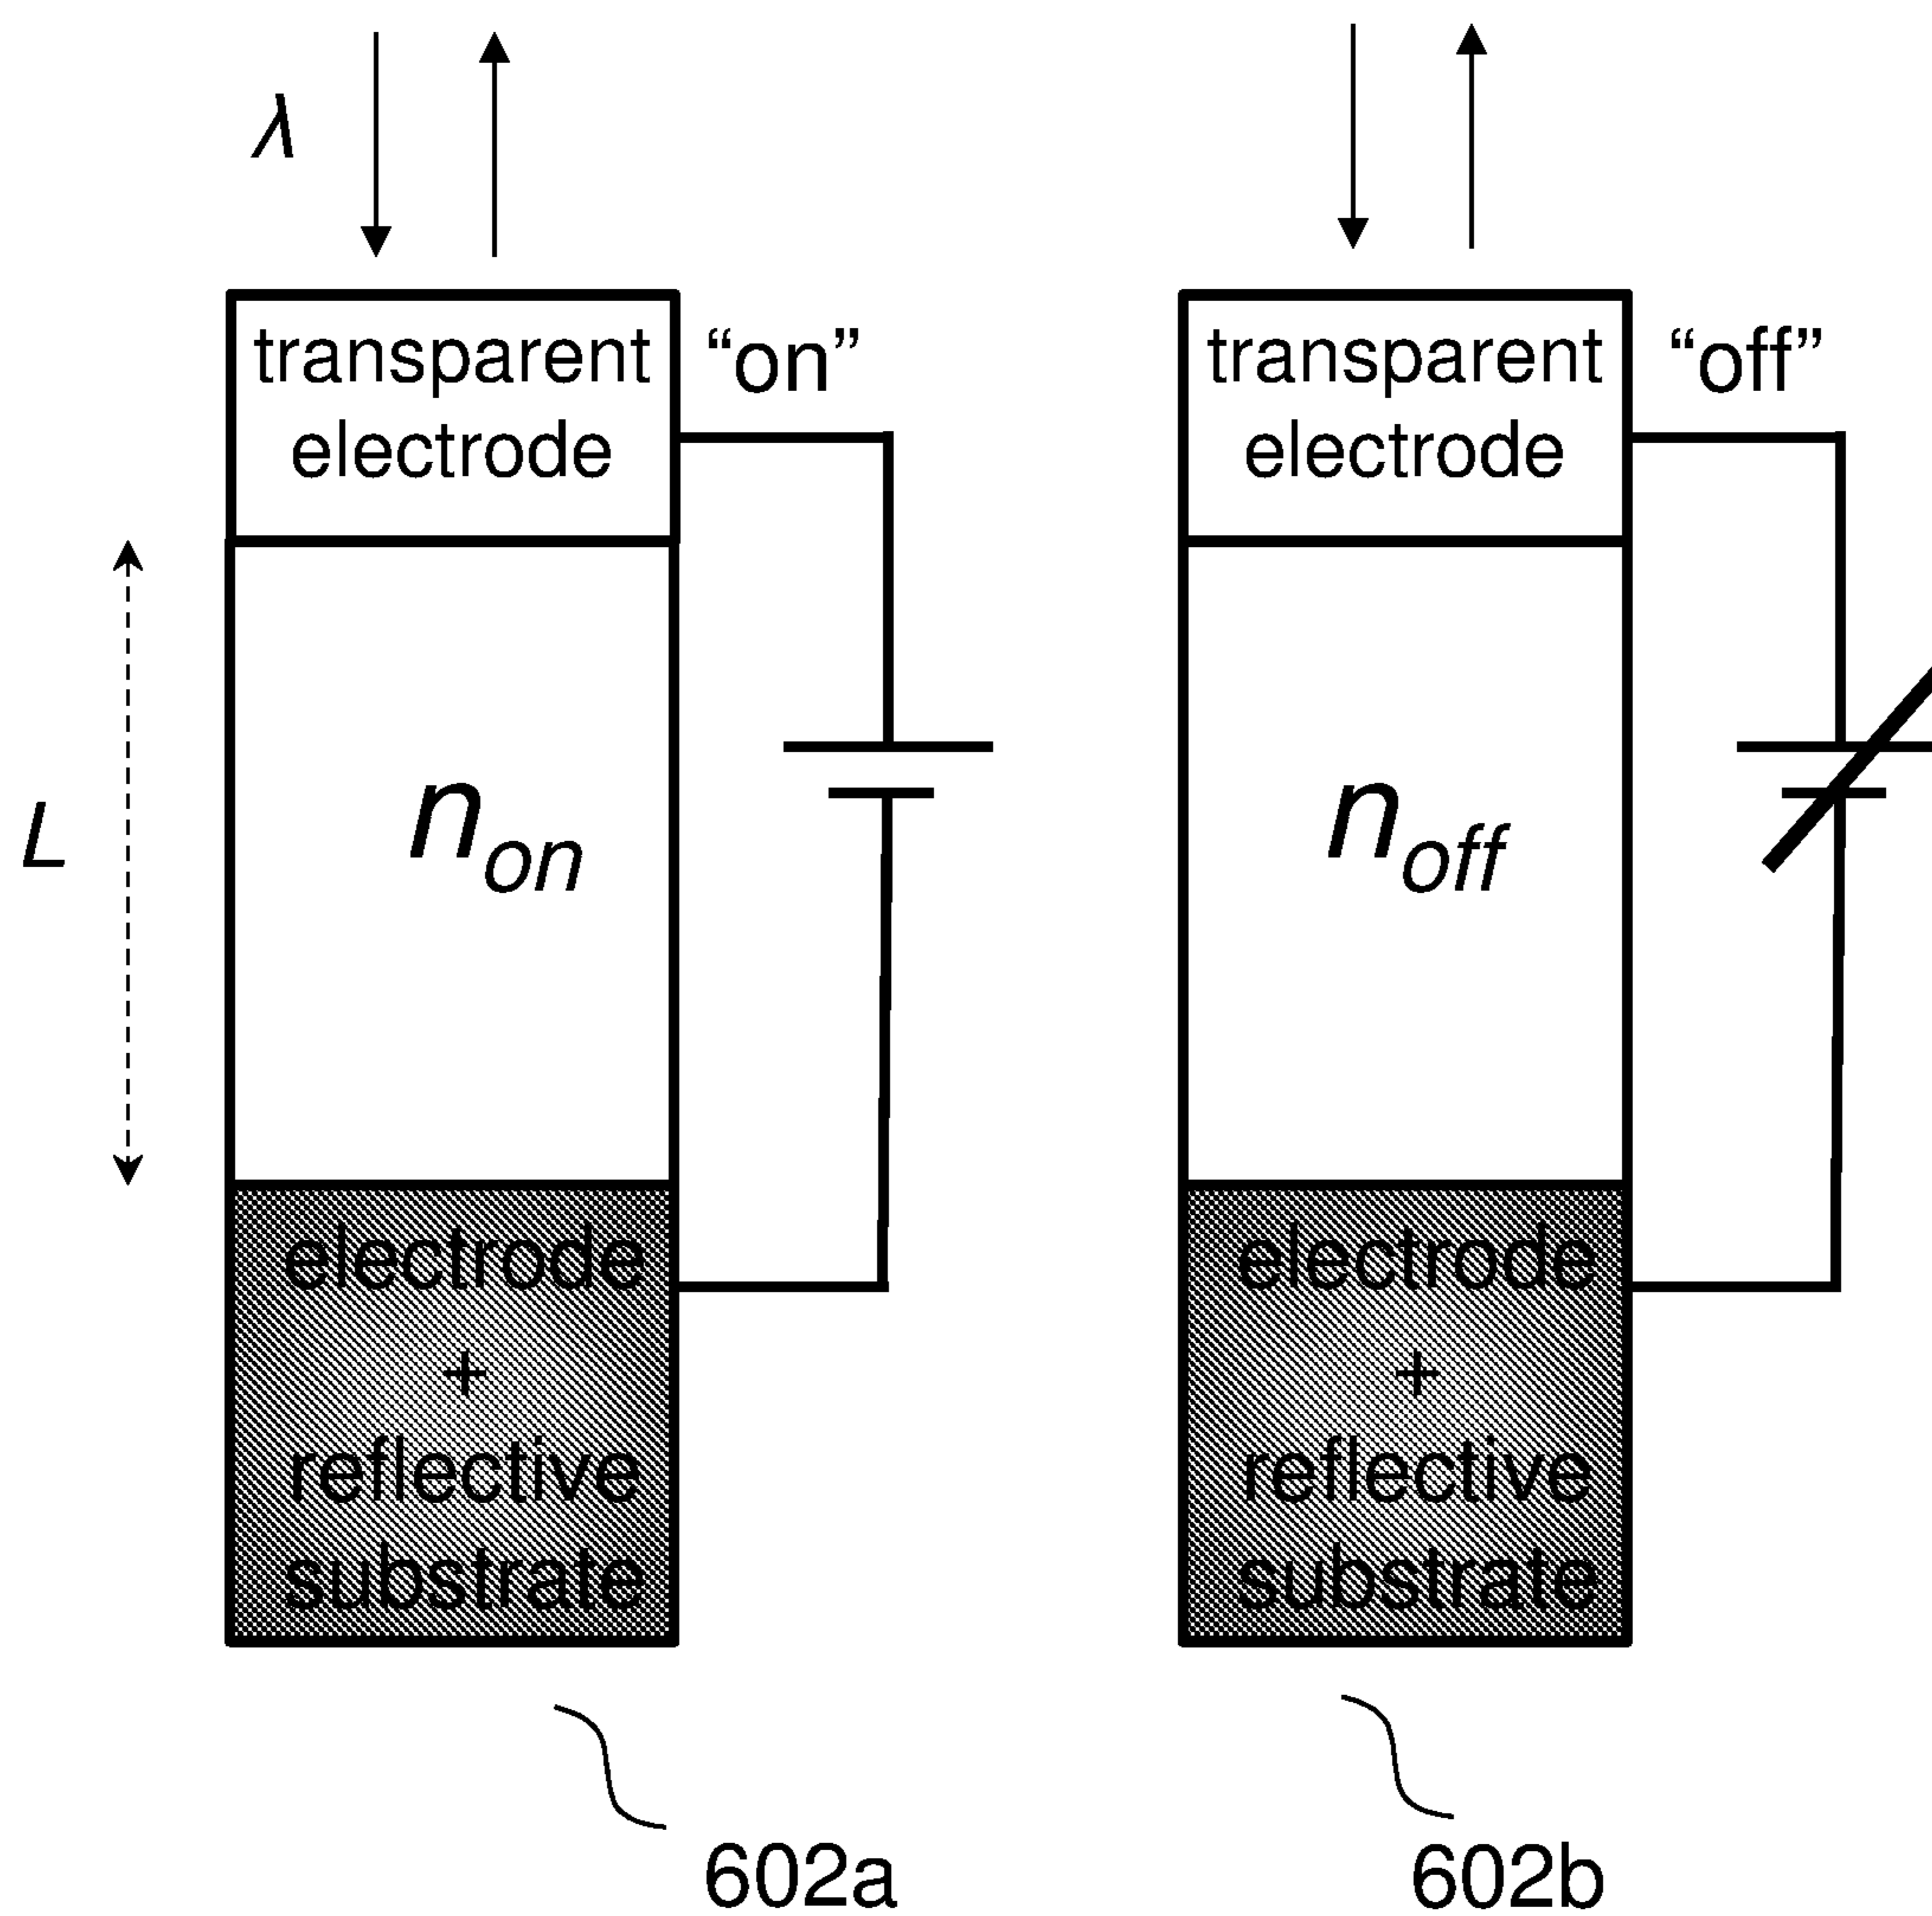 λ
transparent
electrode
“on”
L
n_on
electrode
+
reflective
substrate
602a
transparent
electrode
“off”
n_off
electrode
+
reflective
substrate
602b